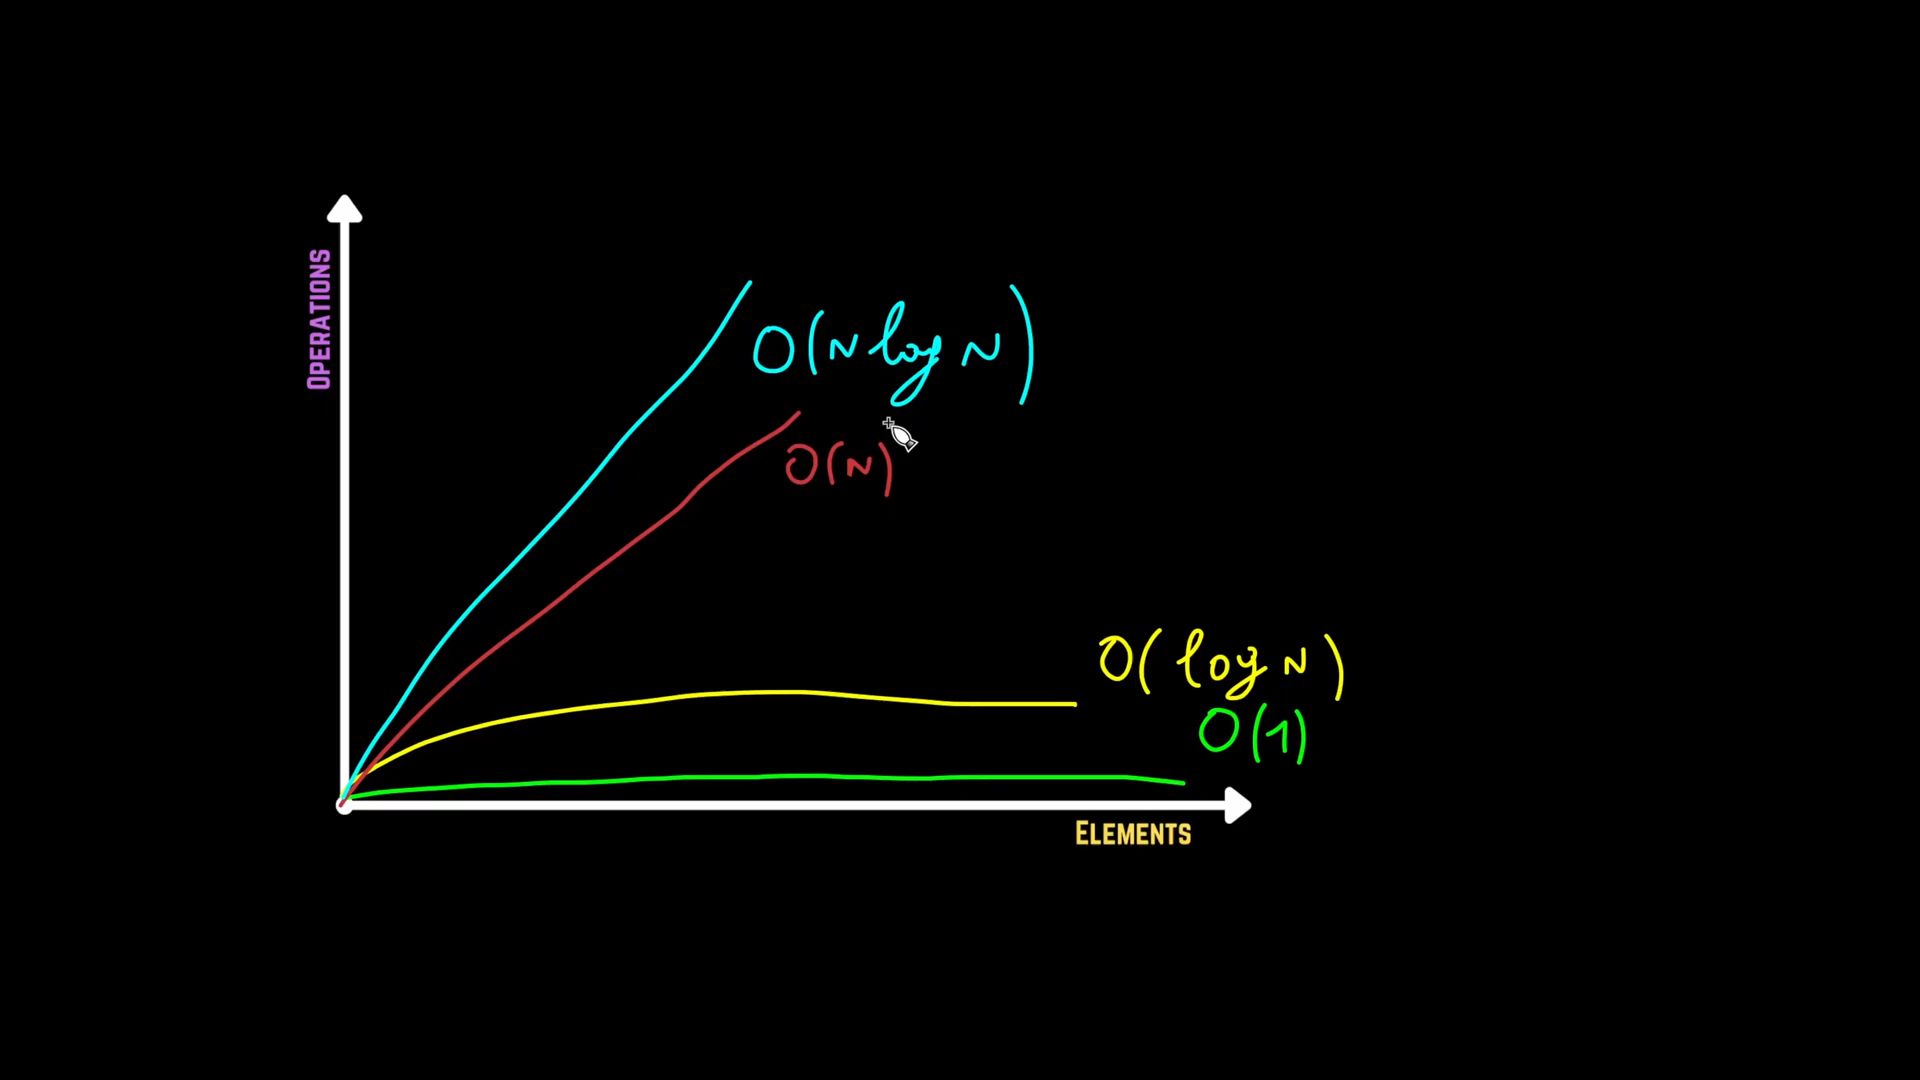 OPERATIONS
O(N log N)
O(N)
O(log N)
O(1)
ELEMENTS